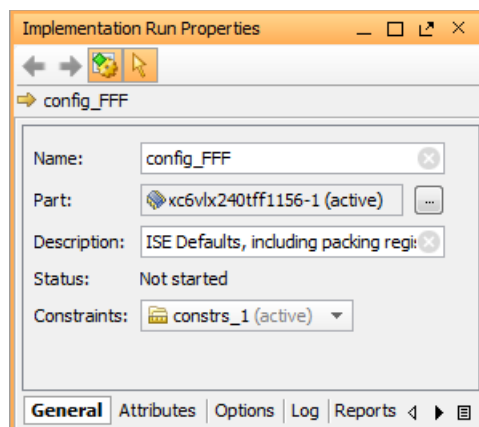 Implementation Run Properties
config_FFF
Name: config_FFF
Part: xc6vlx240tff1156-1 (active) ...
Description: ISE Defaults, including packing regi:
Status: Not started
Constraints: constrs_1 (active)
General Attributes Options Log Reports